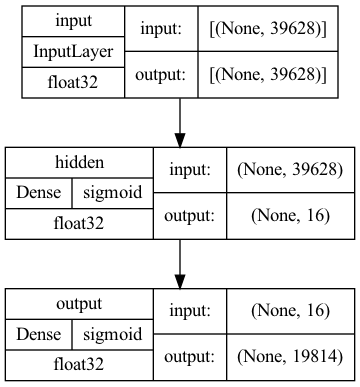 input
InputLayer
float32
input:
[(None, 39628)]
output:
[(None, 39628)]
hidden
Dense sigmoid
float32
input:
(None, 39628)
output:
(None, 16)
output
Dense sigmoid
float32
input:
(None, 16)
output:
(None, 19814)